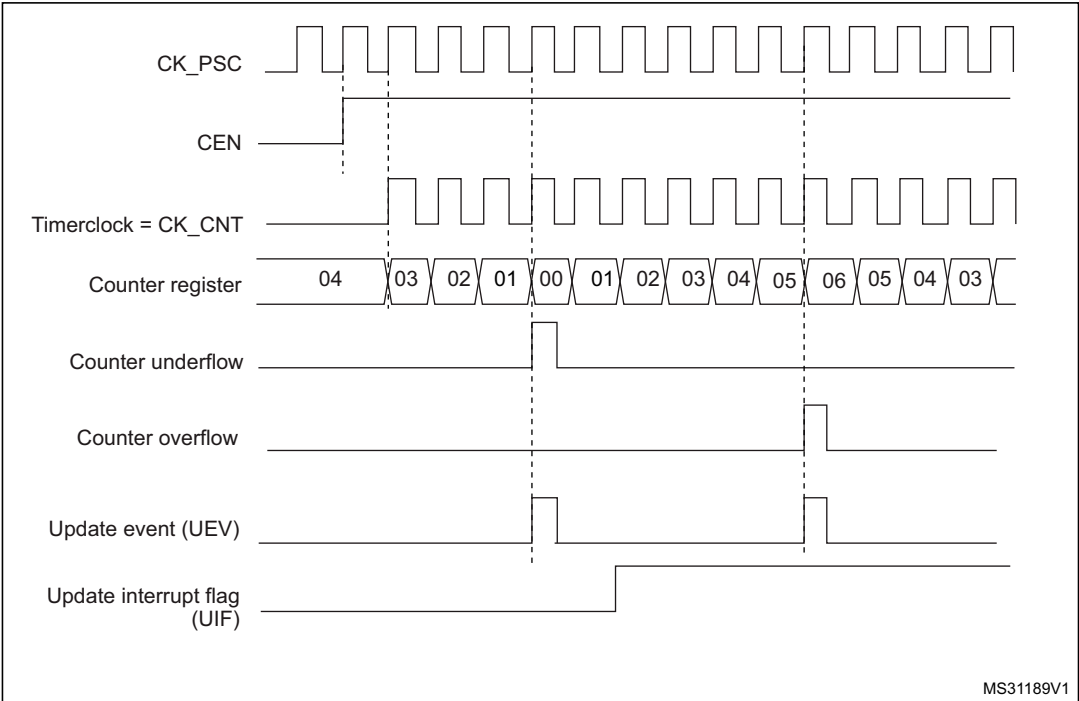 CK_PSC
CEN
Timerclock = CK_CNT
Counter register 04 03 02 01 00 01 02 03 04 05 06 05 04 03
Counter underflow
Counter overflow
Update event (UEV)
Update interrupt flag
(UIF)
MS31189V1